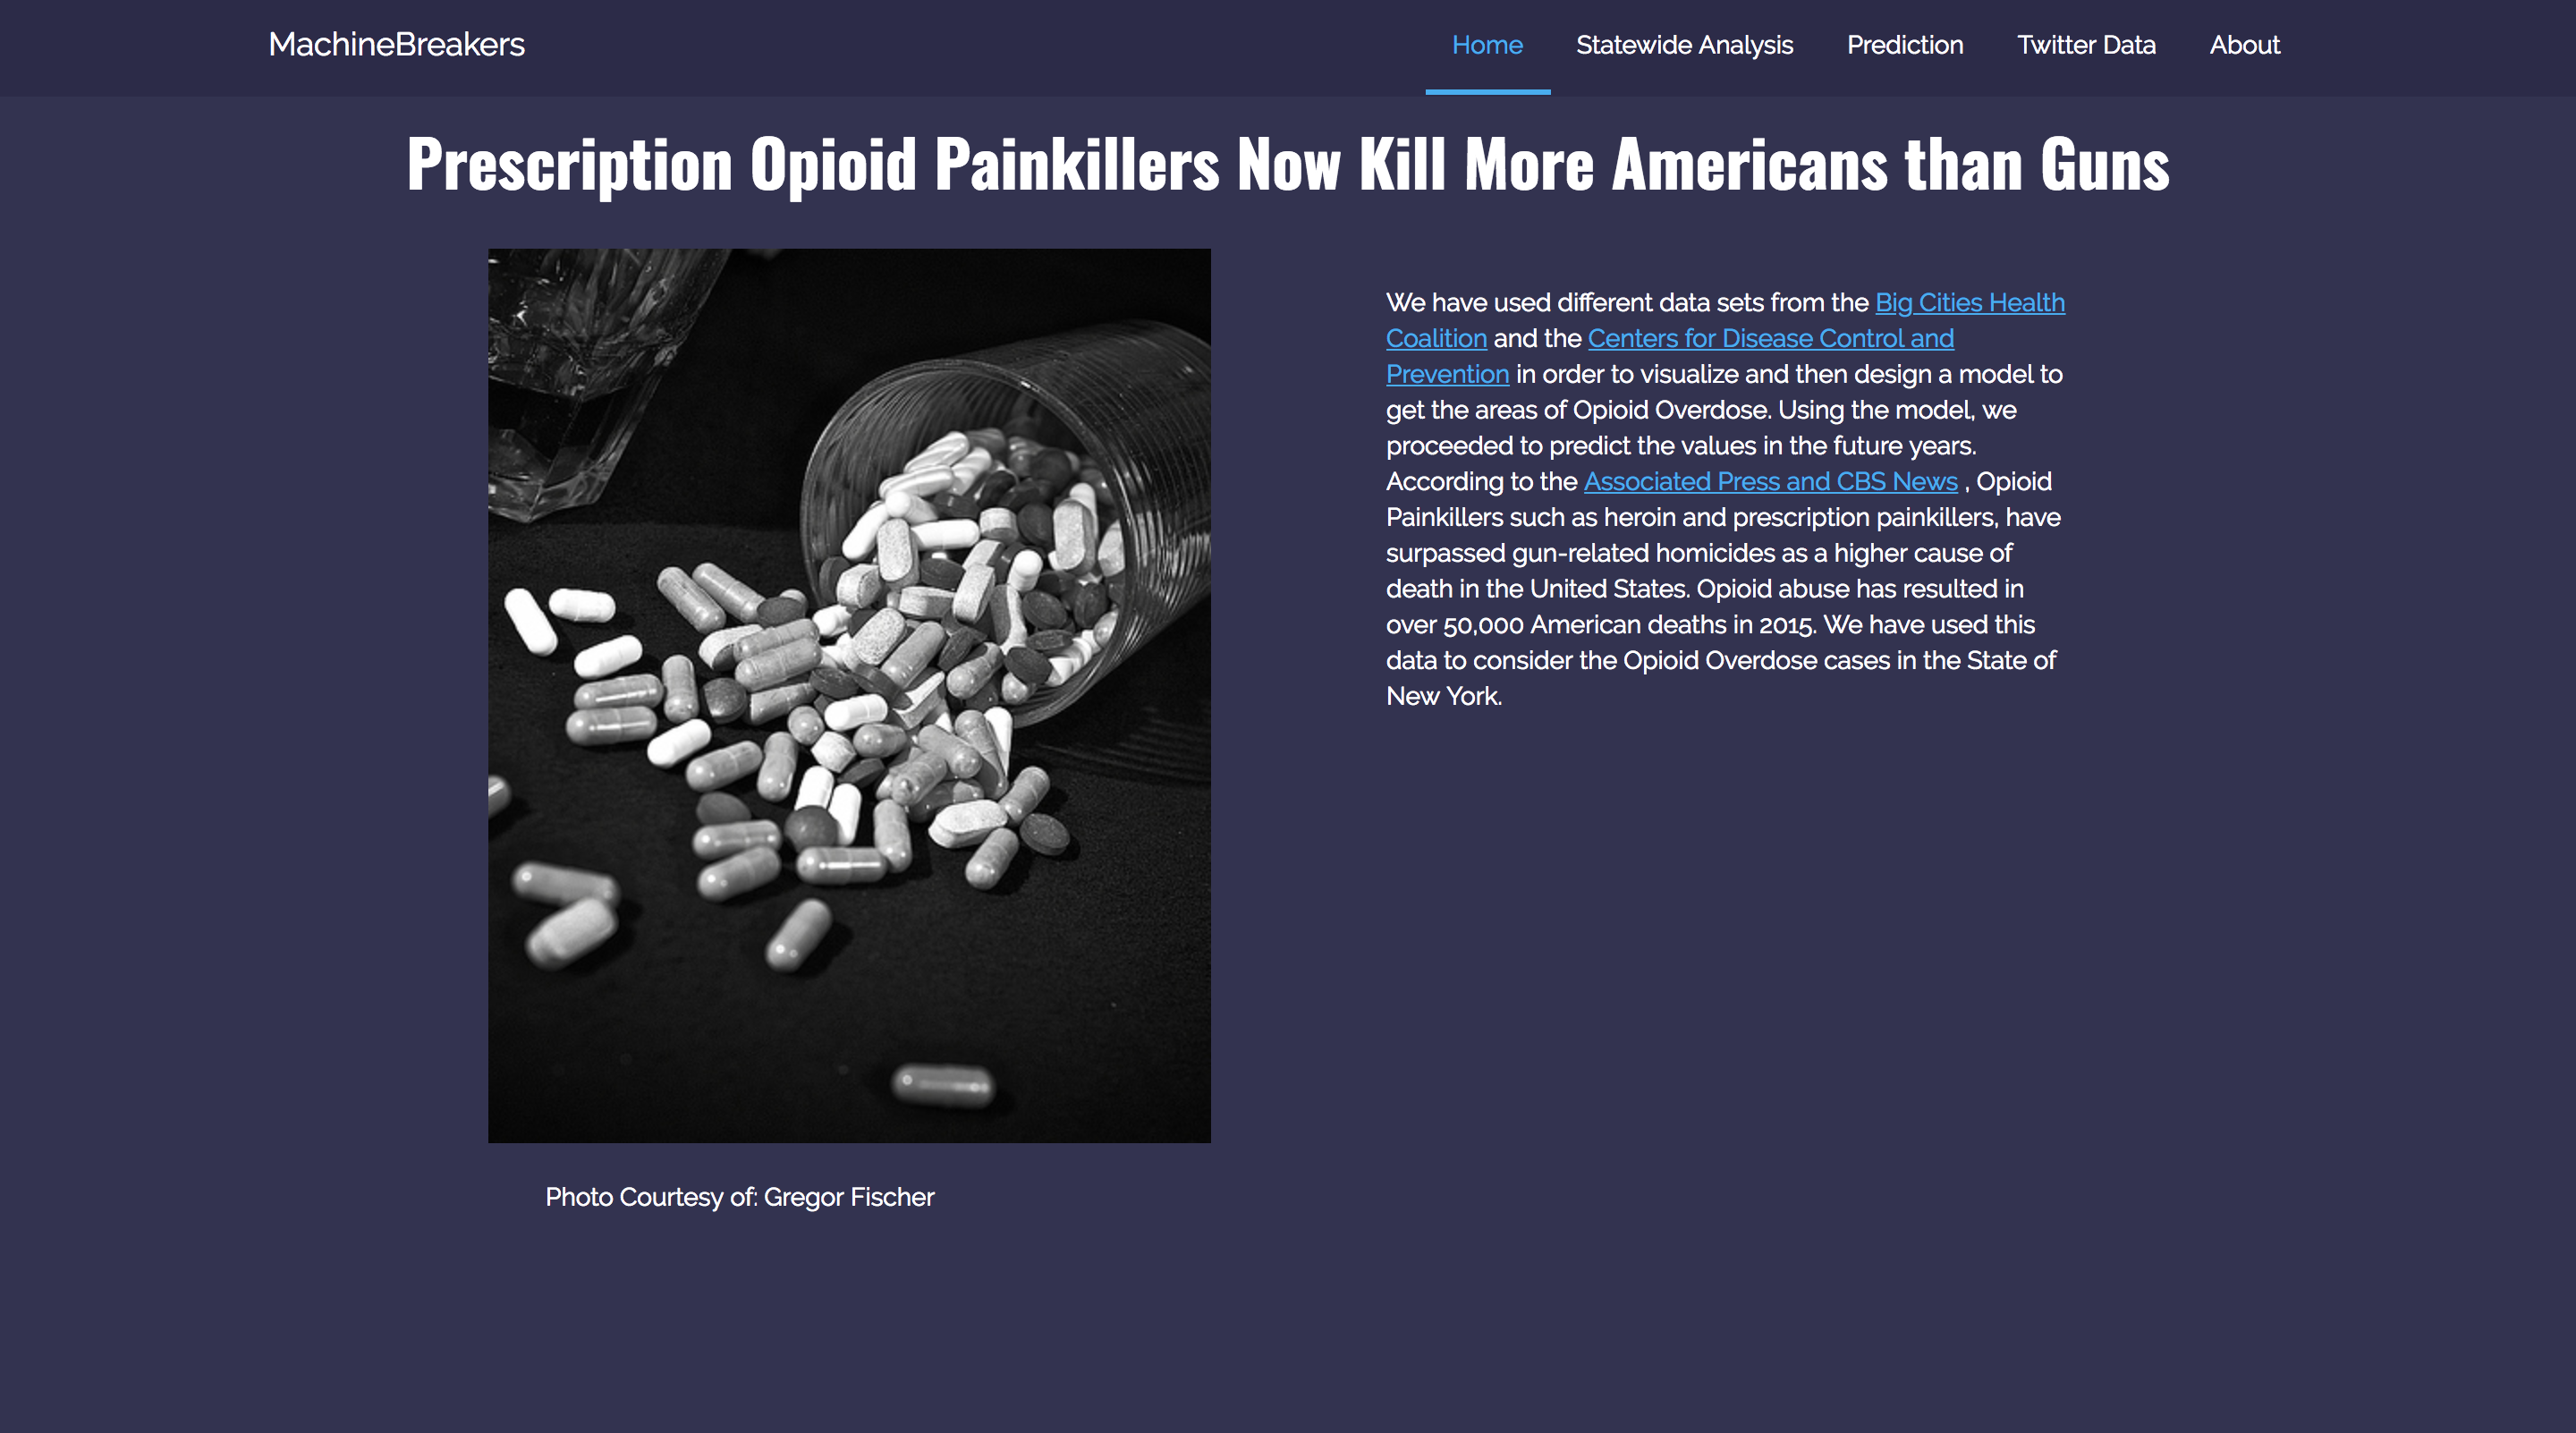 MachineBreakers
Home Statewide Analysis Prediction Twitter Data About
Prescription Opioid Painkillers Now Kill More Americans than Guns
We have used different data sets from the Big Cities Health
Coalition and the Centers for Disease Control and
Prevention in order to visualize and then design a model to
get the areas of Opioid Overdose. Using the model, we
proceeded to predict the values in the future years.
According to the Associated Press and CBS News , Opioid
Painkillers such as heroin and prescription painkillers, have
surpassed gun-related homicides as a higher cause of
death in the United States. Opioid abuse has resulted in
over 50,000 American deaths in 2015. We have used this
data to consider the Opioid Overdose cases in the State of
New York.
Photo Courtesy of: Gregor Fischer